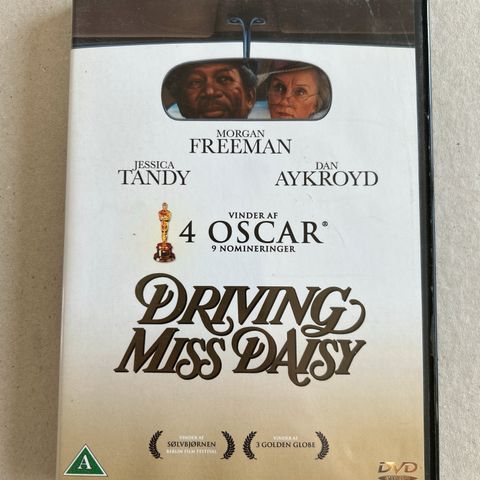 MORGAN
FREEMAN
JESSICA
TANDY
DAN
AYKROYD
VINDER AF
4 OSCAR®
9 NOMINERINGER
DRIVING
MISS DAISY
VINDER AF
SØLVBJØRNEN
BERLIN FILM FESTIVAL
VINDER AF
3 GOLDEN GLOBE
A
DVD